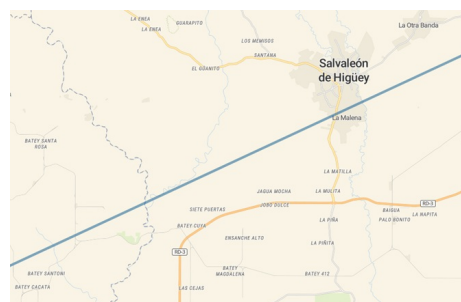 LA ENEA
LA ENEA
GUARAPITO
LOS MEMISOS
SANTANA
EL GUANITO
La Otra Banda
Salvaleón
de Higüey
La Malena
BATEY SANTA
ROSA
LA MATILLA
JAGUA MOCHA
LA MULITA
JOBO DULCE
SIETE PUERTAS
RD-3
BAIGUA
LA NAPITA
PALO BONITO
LA PIÑA
BATEY CUYA
ENSANCHE ALTO
LA PIÑITA
RD-3
BATEY
MAGDALENA
BATEY 412
BATEY SANTONI
BATEY CACATA
LAS CEJAS